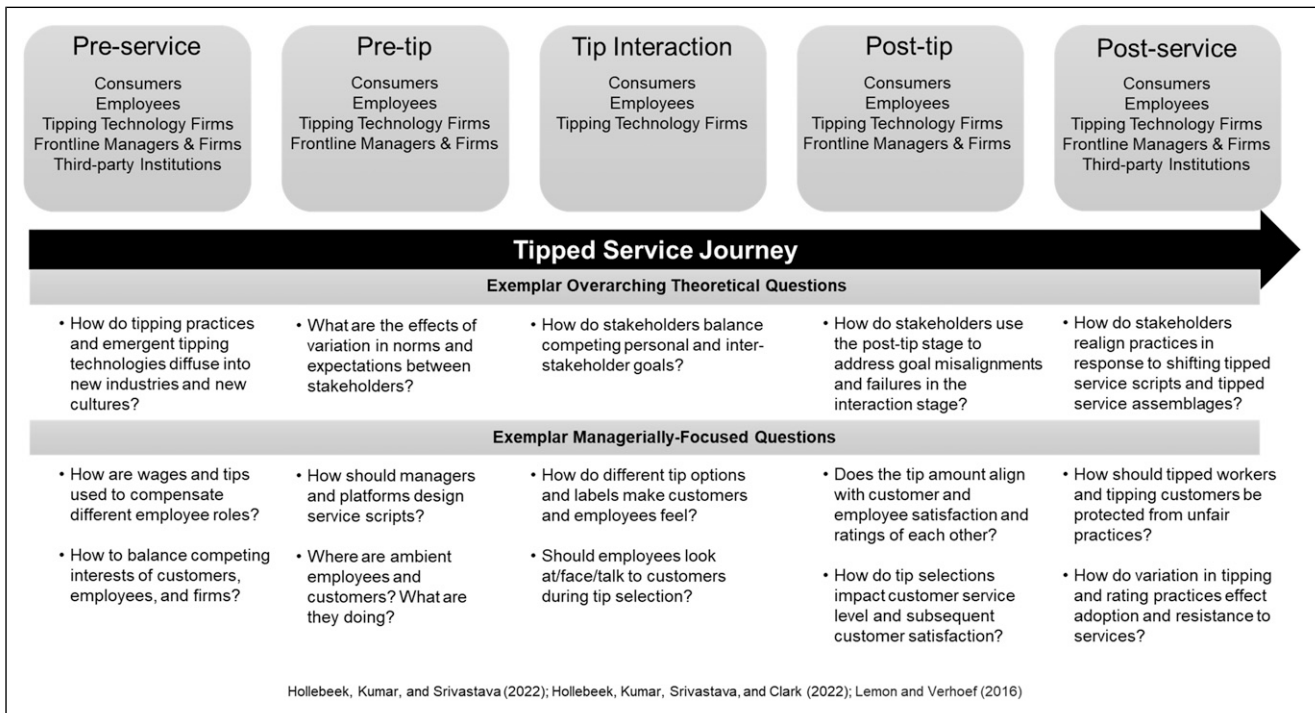 Pre-service
Consumers
Employees
Tipping Technology Firms
Frontline Managers & Firms
Third-party Institutions
Pre-tip
Consumers
Employees
Tipping Technology Firms
Frontline Managers & Firms
Tip Interaction
Consumers
Employees
Tipping Technology Firms
Post-tip
Consumers
Employees
Tipping Technology Firms
Frontline Managers & Firms
Post-service
Consumers
Employees
Tipping Technology Firms
Frontline Managers & Firms
Third-party Institutions
Tipped Service Journey
Exemplar Overarching Theoretical Questions
• How do tipping practices
and emergent tipping
technologies diffuse into
new industries and new
cultures?
• What are the effects of
variation in norms and
expectations between
stakeholders?
• How do stakeholders balance
competing personal and inter-
stakeholder goals?
• How do stakeholders use
the post-tip stage to
address goal misalignments
and failures in the
interaction stage?
• How do stakeholders
realign practices in
response to shifting tipped
service scripts and tipped
service assemblages?
Exemplar Managerially-Focused Questions
• How are wages and tips
used to compensate
different employee roles?
• How to balance competing
interests of customers,
employees, and firms?
• How should managers
and platforms design
service scripts?
• Where are ambient
employees and
customers? What are
they doing?
• How do different tip options
and labels make customers
and employees feel?
• Should employees look
at/face/talk to customers
during tip selection?
• Does the tip amount align
with customer and
employee satisfaction and
ratings of each other?
• How do tip selections
impact customer service
level and subsequent
customer satisfaction?
• How should tipped workers
and tipping customers be
protected from unfair
practices?
• How do variation in tipping
and rating practices effect
adoption and resistance to
services?
Hollebeek, Kumar, and Srivastava (2022); Hollebeek, Kumar, Srivastava, and Clark (2022); Lemon and Verhoef (2016)